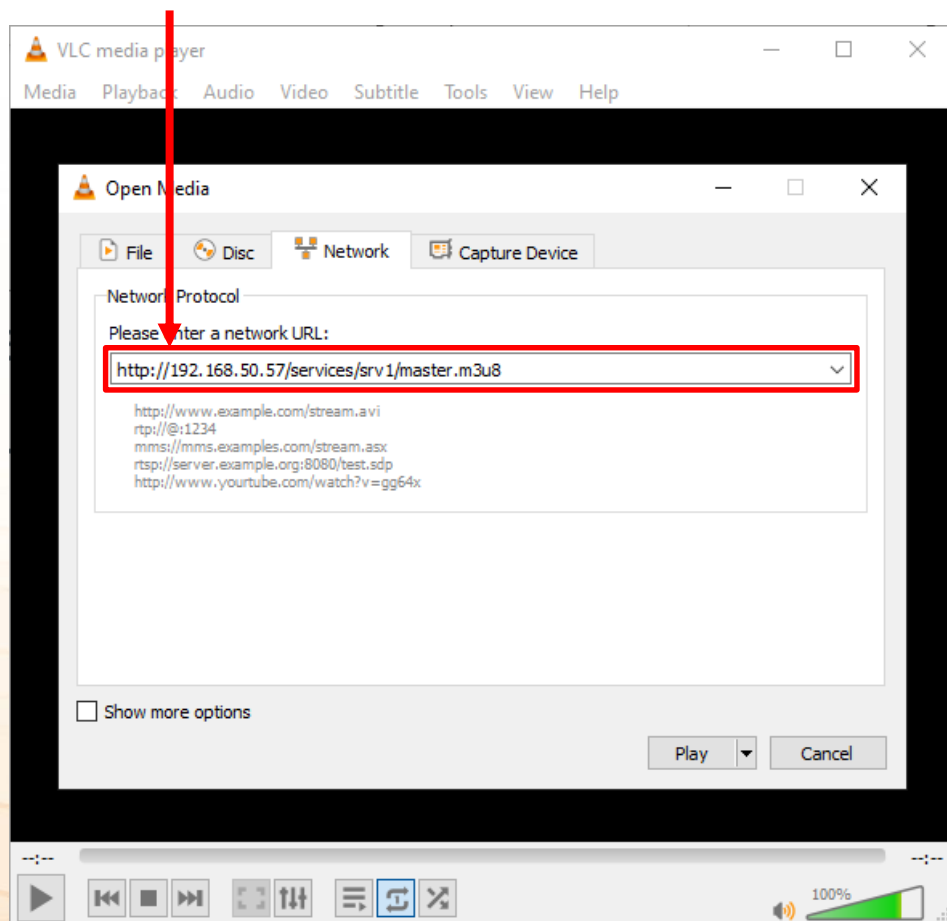 VLC media player
Media Playback Audio Video Subtitle Tools View Help
Open Media
File Disc Network Capture Device
Network Protocol
Please enter a network URL:
http://192.168.50.57/services/srv1/master.m3u8
http://www.example.com/stream.avi
rtp://@:1234
mms://mms.examples.com/stream.asx
rtsp://server.example.org:8080/test.sdp
http://www.yourtube.com/watch?v=gg64x
Show more options
Play Cancel
--:-- --:--
100%